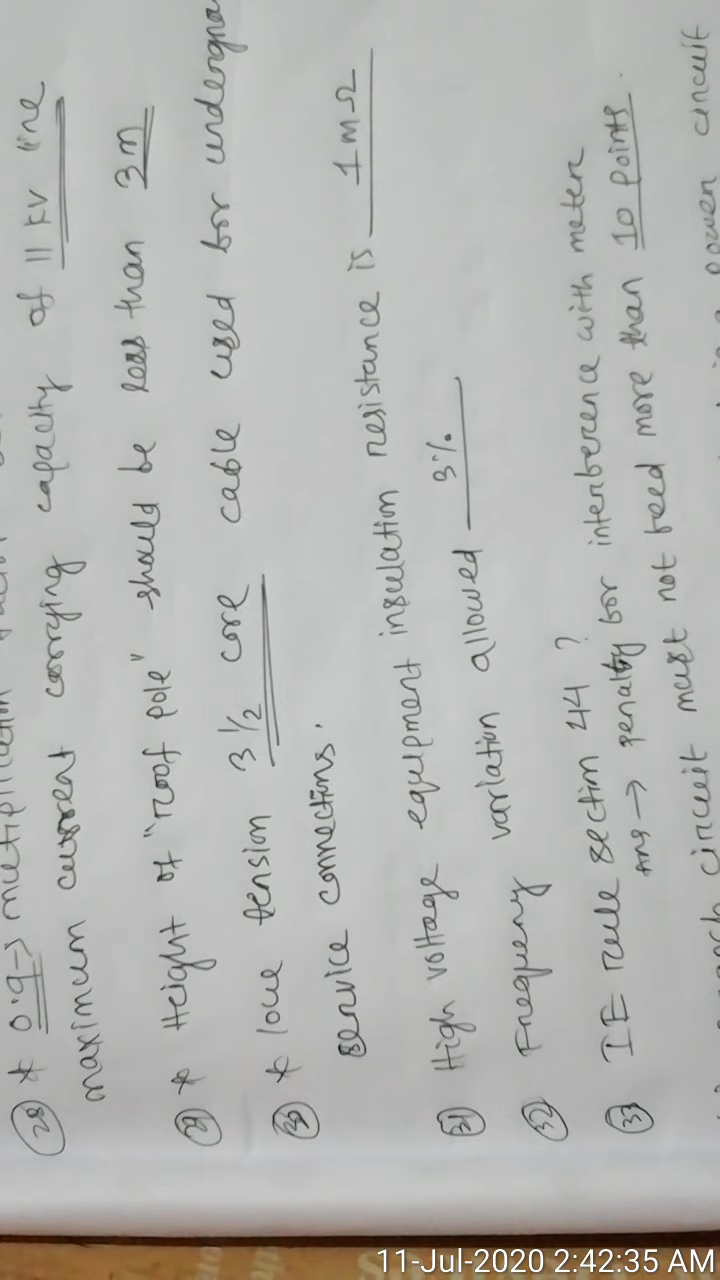 28 * 0.9 → multiplication
maximum current carrying capacity of 11 kV line
29 * Height of "roof pole" should be less than 3m
30 * low tension 3 1/2 core cable used for undergrou
service connections.
31 High voltage equipment insulation resistance is 1 MΩ
32 Frequency variation allowed 3%
33 IE rule section 44 ?
Ans → penalty for interference with meter
circuit must not feed more than 10 points.
power circuit
11-Jul-2020 2:42:35 AM